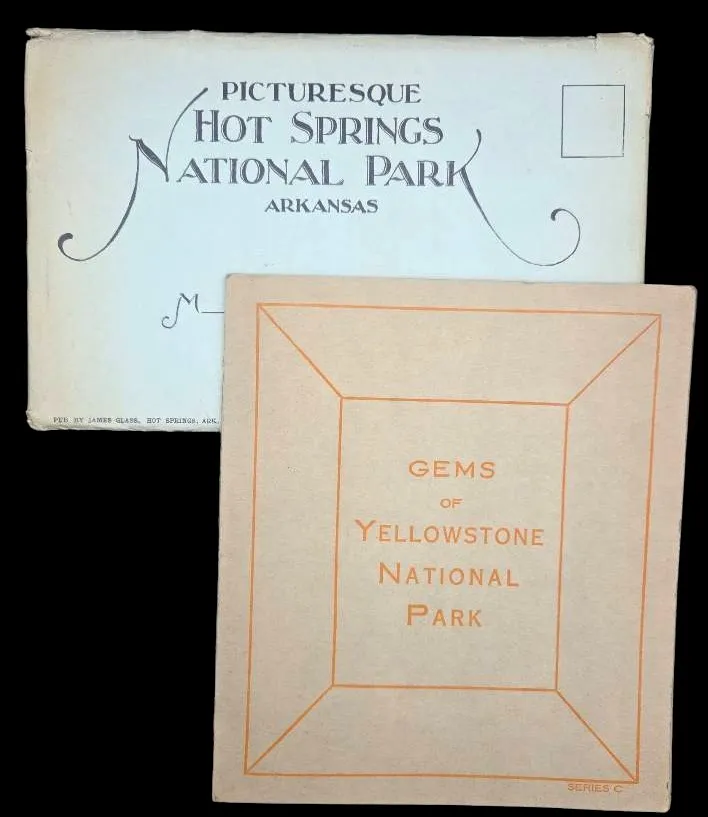 PICTURESQUE
HOT SPRINGS
NATIONAL PARK
ARKANSAS
M
PUB. BY JAMES GLASS, HOT SPRINGS, ARK.
GEMS
OF
YELLOWSTONE
NATIONAL
PARK
SERIES C